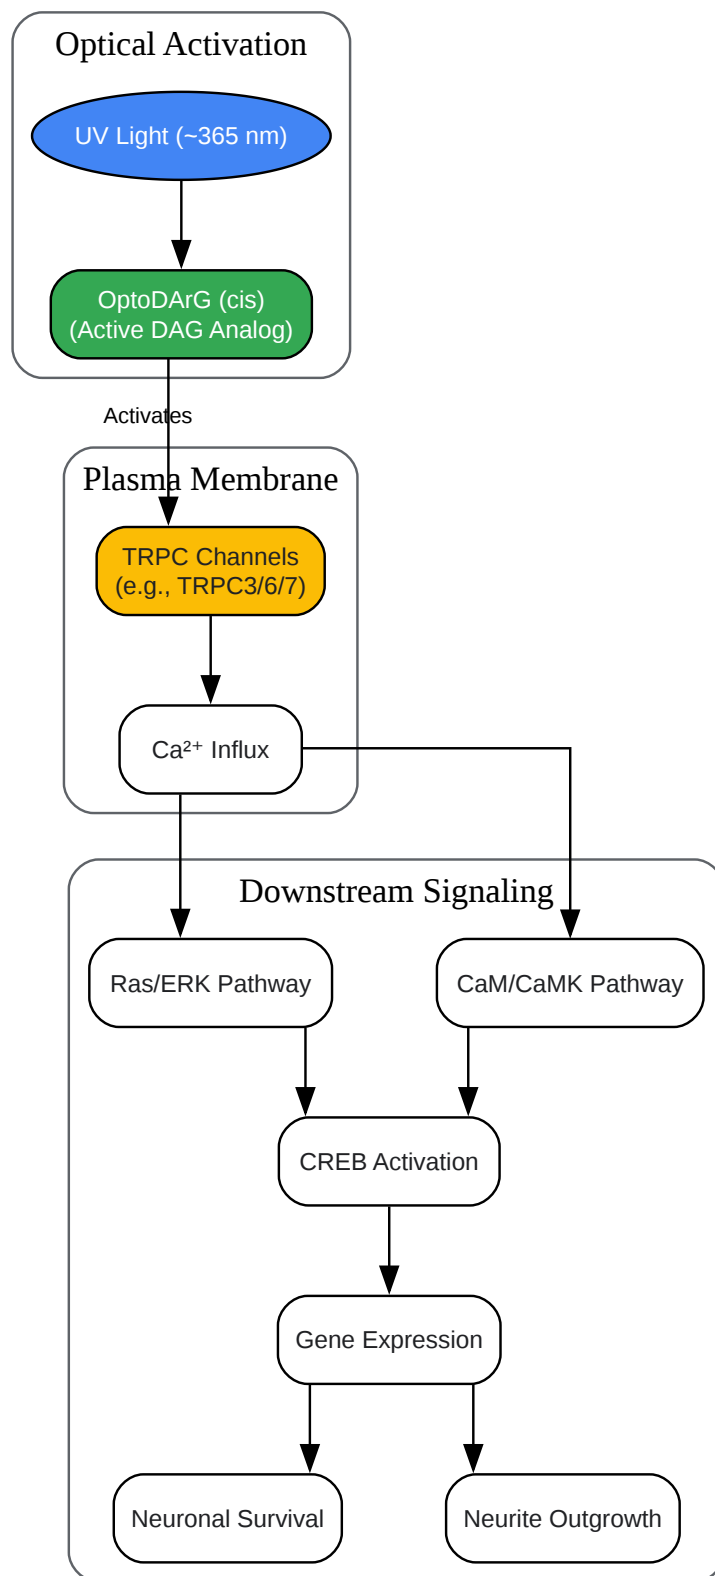 Optical Activation
UV Light (~365 nm)
OptoDArG (cis)
(Active DAG Analog)
Activates
Plasma Membrane
TRPC Channels
(e.g., TRPC3/6/7)
Ca²⁺ Influx
Downstream Signaling
Ras/ERK Pathway
CaM/CaMK Pathway
CREB Activation
Gene Expression
Neuronal Survival
Neurite Outgrowth